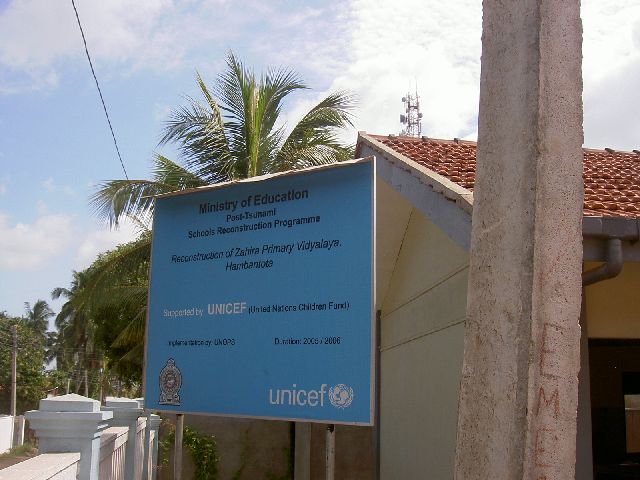 Ministry of Education
Post-Tsunami
Schools Reconstruction Programme
Reconstruction of Zahira Primary Vidyalaya,
Hambantota
Supported by UNICEF (United Nations Children Fund)
Implementation by: UNOPS Duration: 2005 / 2006
unicef